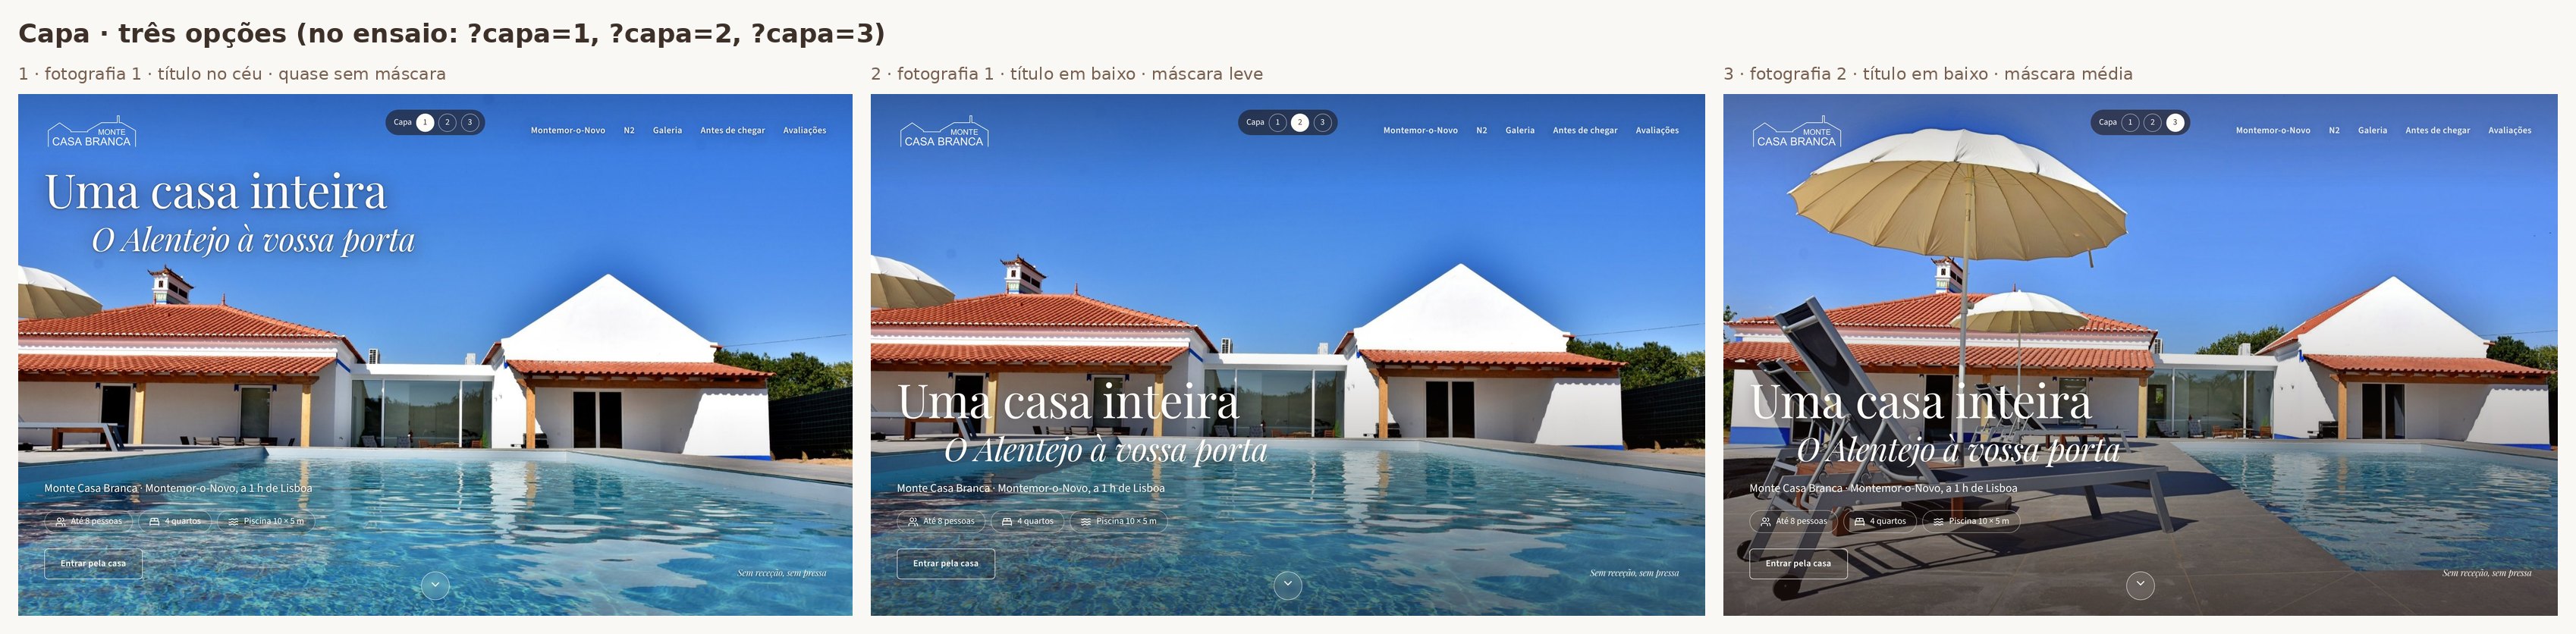 Capa · três opções (no ensaio: ?capa=1, ?capa=2, ?capa=3)
1 · fotografia 1 · título no céu · quase sem máscara
MONTE
CASA BRANCA
Capa 1 2 3
Montemor-o-Novo N2 Galeria Antes de chegar Avaliações
Uma casa inteira
O Alentejo à vossa porta
Monte Casa Branca · Montemor-o-Novo, a 1 h de Lisboa
Até 8 pessoas 4 quartos Piscina 10 × 5 m
Entrar pela casa
Sem receção, sem pressa
2 · fotografia 1 · título em baixo · máscara leve
MONTE
CASA BRANCA
Capa 1 2 3
Montemor-o-Novo N2 Galeria Antes de chegar Avaliações
Uma casa inteira
O Alentejo à vossa porta
Monte Casa Branca · Montemor-o-Novo, a 1 h de Lisboa
Até 8 pessoas 4 quartos Piscina 10 × 5 m
Entrar pela casa
Sem receção, sem pressa
3 · fotografia 2 · título em baixo · máscara média
MONTE
CASA BRANCA
Capa 1 2 3
Montemor-o-Novo N2 Galeria Antes de chegar Avaliações
Uma casa inteira
O Alentejo à vossa porta
Monte Casa Branca · Montemor-o-Novo, a 1 h de Lisboa
Até 8 pessoas 4 quartos Piscina 10 × 5 m
Entrar pela casa
Sem receção, sem pressa